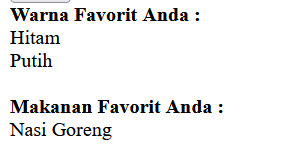 Warna Favorit Anda :
Hitam
Putih
Makanan Favorit Anda :
Nasi Goreng